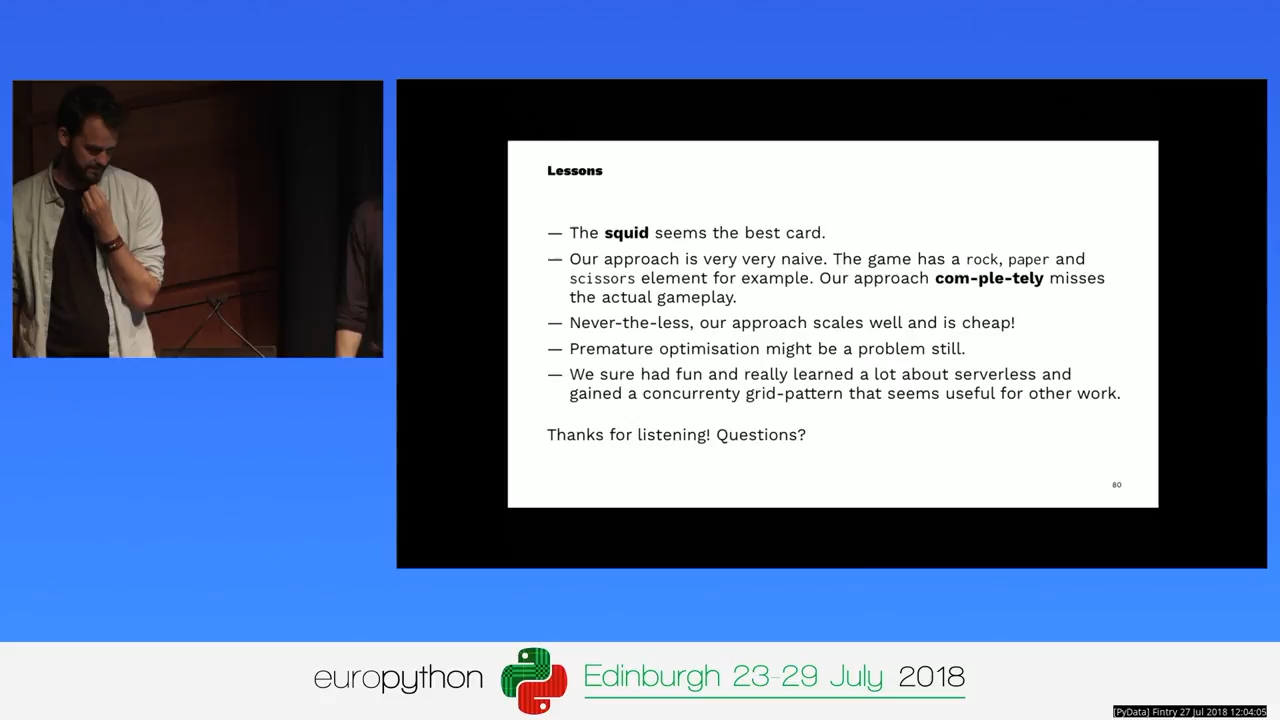 Lessons
— The squid seems the best card.
— Our approach is very very naive. The game has a rock, paper and
scissors element for example. Our approach com-ple-tely misses
the actual gameplay.
— Never-the-less, our approach scales well and is cheap!
— Premature optimisation might be a problem still.
— We sure had fun and really learned a lot about serverless and
gained a concurrenty grid-pattern that seems useful for other work.
Thanks for listening! Questions?
80
europython
Edinburgh 23-29 July 2018
[PyData] Fintry 27 Jul 2018 12:04:05